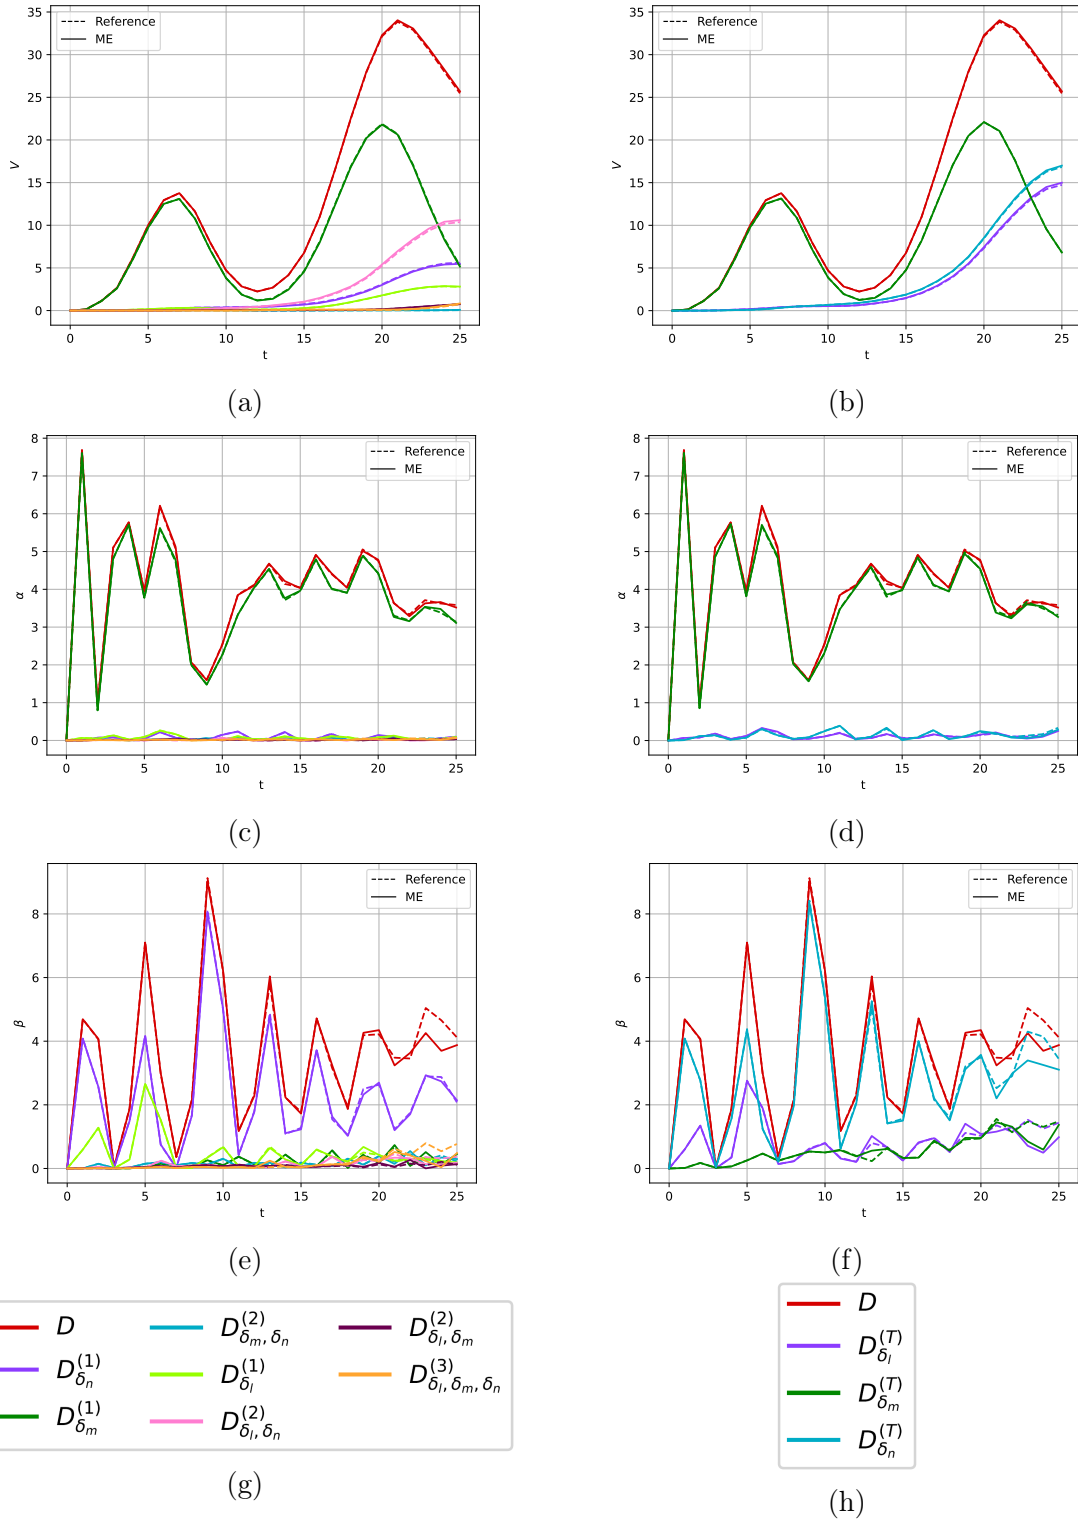 35
30
25
20
15
10
5
0
V
Reference
ME
0 5 10 15 20 25
t
(a)
35
30
25
20
15
10
5
0
V
Reference
ME
0 5 10 15 20 25
t
(b)
8
7
6
5
4
3
2
1
0
α
Reference
ME
0 5 10 15 20 25
t
(c)
8
7
6
5
4
3
2
1
0
α
Reference
ME
0 5 10 15 20 25
t
(d)
8
6
4
2
0
β
Reference
ME
0 5 10 15 20 25
t
(e)
8
6
4
2
0
β
Reference
ME
0 5 10 15 20 25
t
(f)
D
D_{δ_n}^{(1)}
D_{δ_m}^{(1)}
D_{δ_m, δ_n}^{(2)}
D_{δ_l}^{(1)}
D_{δ_l, δ_n}^{(2)}
D_{δ_l, δ_m}^{(2)}
D_{δ_l, δ_m, δ_n}^{(3)}
(g)
D
D_{δ_l}^{(T)}
D_{δ_m}^{(T)}
D_{δ_n}^{(T)}
(h)